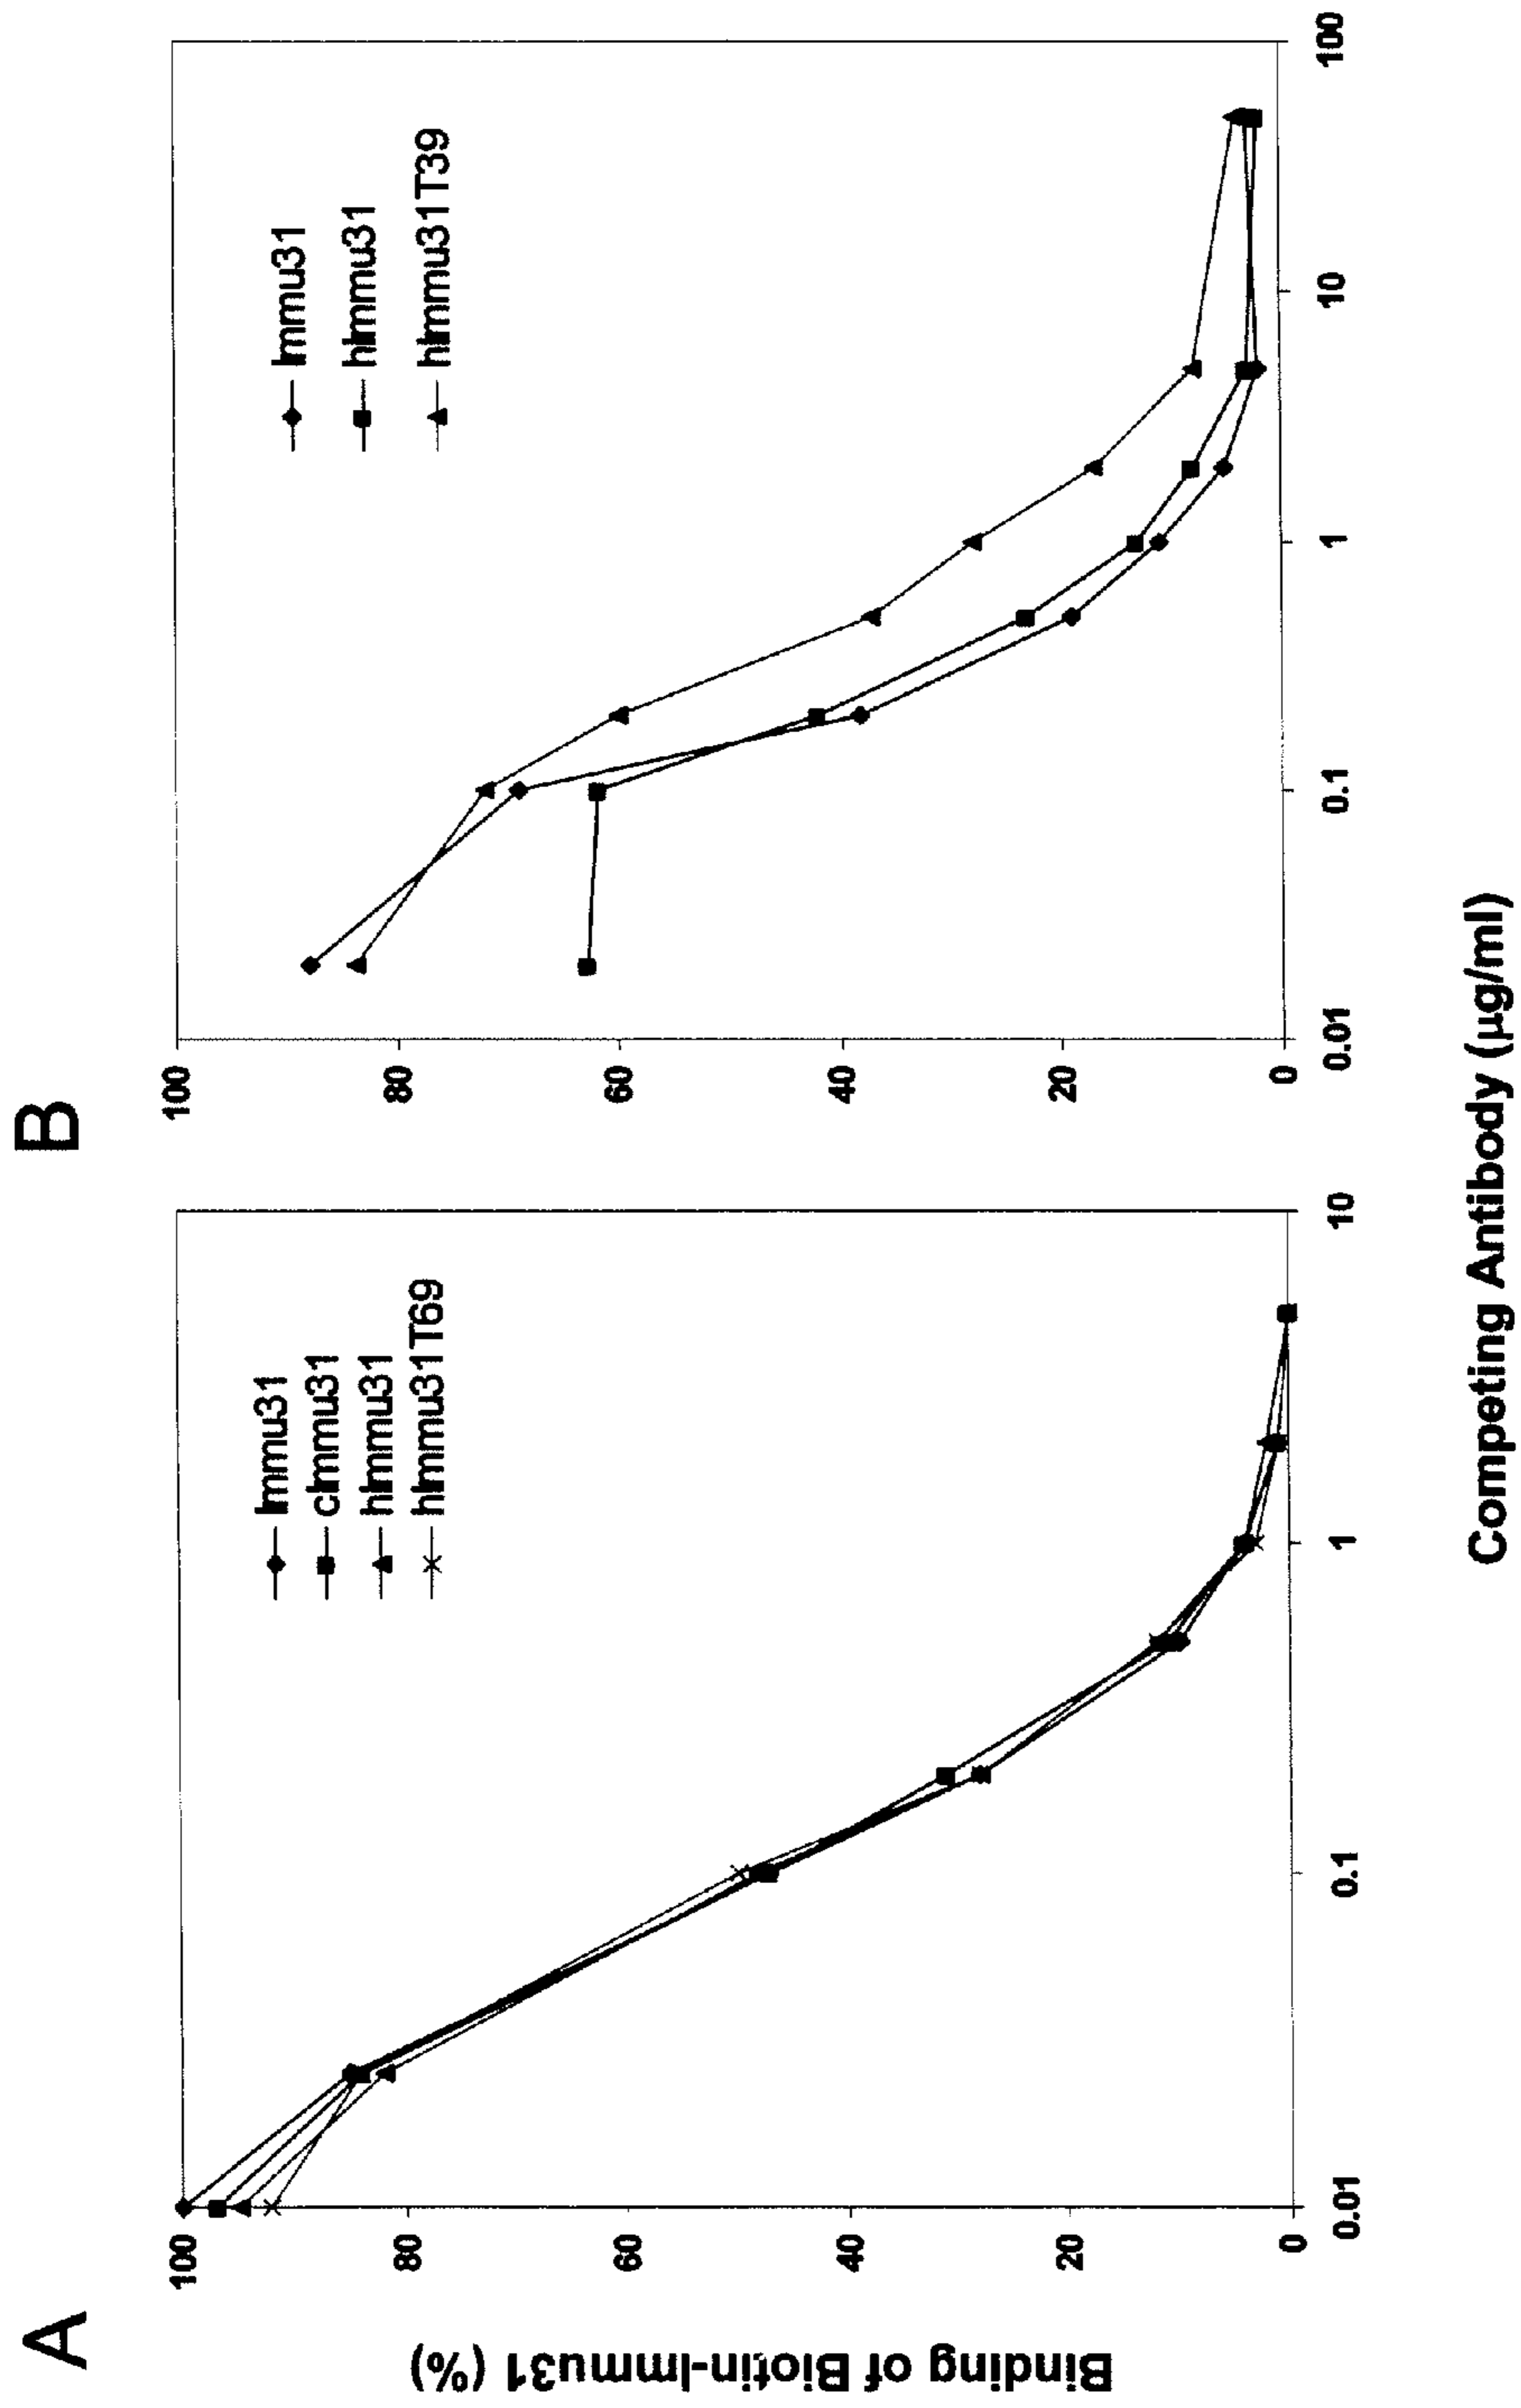 A
Binding of Biotin-Immu31 (%)
100
80
60
40
20
0
0.01
0.1
1
10
Immu31
cImmu31
hImmu31
hImmu31T69
B
100
80
60
40
20
0
0.01
0.1
1
10
100
Immu31
hImmu31
hImmu31T39
Competing Antibody (µg/ml)